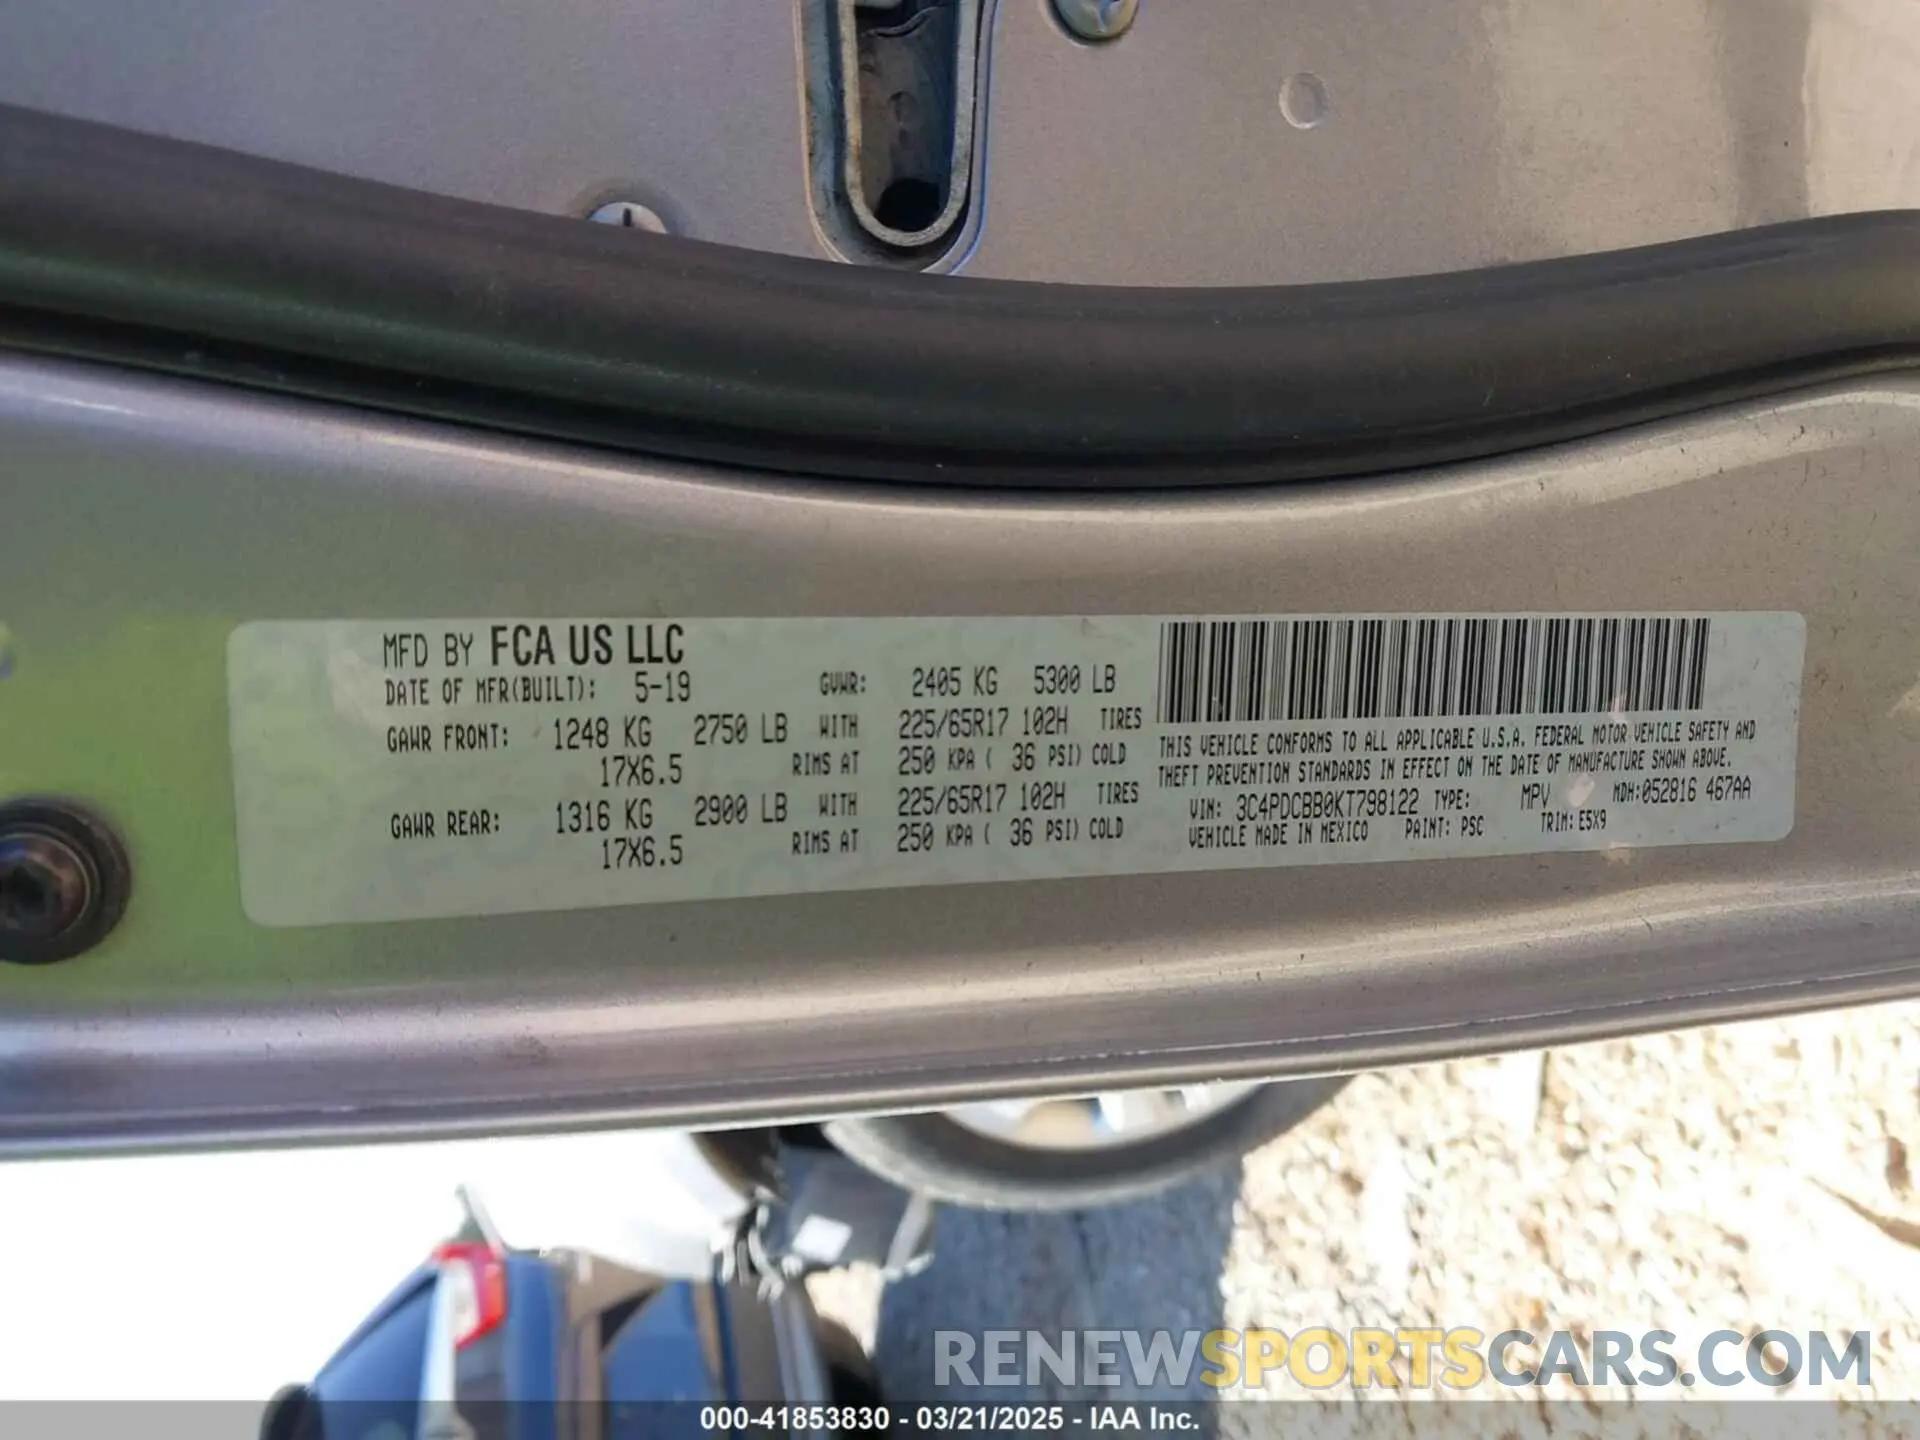 MFD BY FCA US LLC
DATE OF MFR(BUILT): 5-19 GVWR: 2405 KG 5300 LB
GAWR FRONT: 1248 KG 2750 LB WITH 225/65R17 102H TIRES
17X6.5 RIMS AT 250 KPA ( 36 PSI) COLD
GAWR REAR: 1316 KG 2900 LB WITH 225/65R17 102H TIRES
17X6.5 RIMS AT 250 KPA ( 36 PSI) COLD
THIS VEHICLE CONFORMS TO ALL APPLICABLE U.S.A. FEDERAL MOTOR VEHICLE SAFETY AND
THEFT PREVENTION STANDARDS IN EFFECT ON THE DATE OF MANUFACTURE SHOWN ABOVE.
VIN: 3C4PDCBB0KT798122 TYPE: MPV MDH:052816 467AA
VEHICLE MADE IN MEXICO PAINT: PSC TRIM: E5X9
RENEWSPORTSCARS.COM
000-41853830 - 03/21/2025 - IAA Inc.